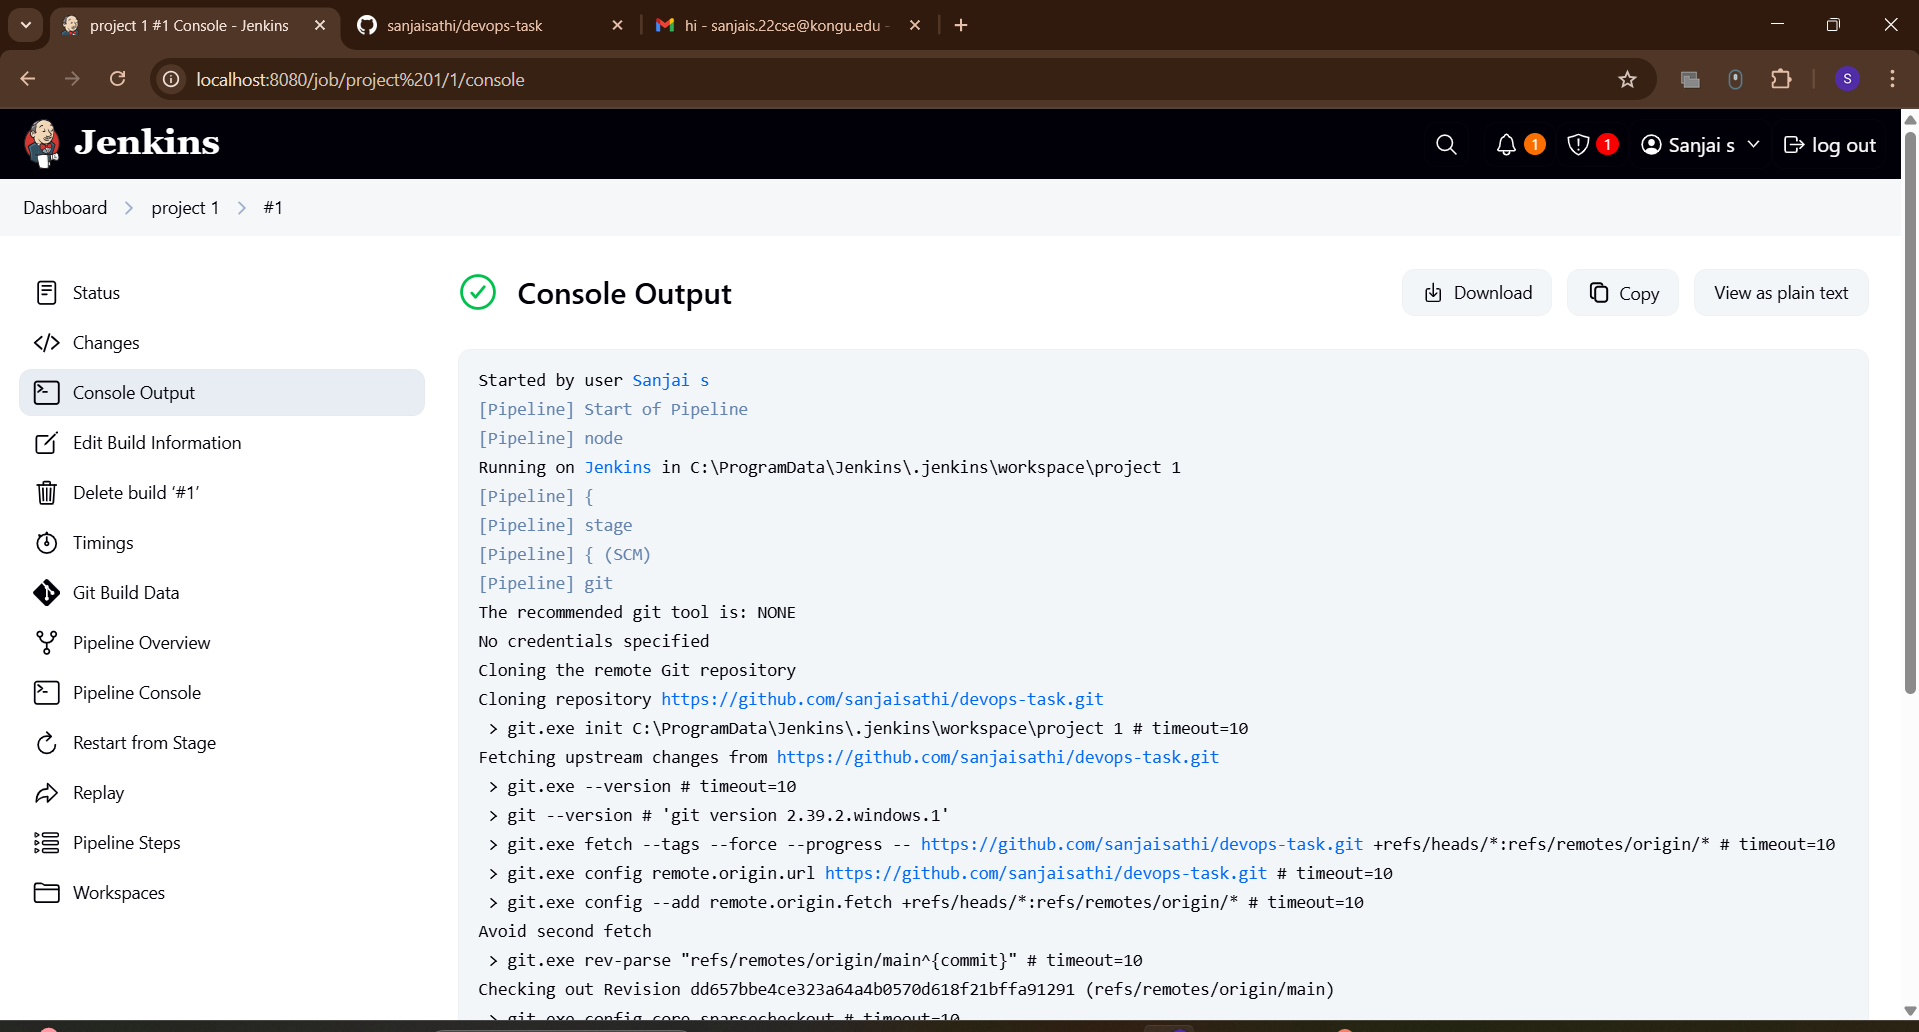 project 1 #1 Console - Jenkins
sanjaisathi/devops-task
hi - sanjais.22cse@kongu.edu -
localhost:8080/job/project%201/1/console
S
Jenkins
1
1
Sanjai s
log out
Dashboard
project 1
#1
Status
Changes
Console Output
Edit Build Information
Delete build ‘#1’
Timings
Git Build Data
Pipeline Overview
Pipeline Console
Restart from Stage
Replay
Pipeline Steps
Workspaces
Console Output
Download
Copy
View as plain text
Started by user Sanjai s
[Pipeline] Start of Pipeline
[Pipeline] node
Running on Jenkins in C:\ProgramData\Jenkins\.jenkins\workspace\project 1
[Pipeline] {
[Pipeline] stage
[Pipeline] { (SCM)
[Pipeline] git
The recommended git tool is: NONE
No credentials specified
Cloning the remote Git repository
Cloning repository https://github.com/sanjaisathi/devops-task.git
> git.exe init C:\ProgramData\Jenkins\.jenkins\workspace\project 1 # timeout=10
Fetching upstream changes from https://github.com/sanjaisathi/devops-task.git
> git.exe --version # timeout=10
> git --version # 'git version 2.39.2.windows.1'
> git.exe fetch --tags --force --progress -- https://github.com/sanjaisathi/devops-task.git +refs/heads/*:refs/remotes/origin/* # timeout=10
> git.exe config remote.origin.url https://github.com/sanjaisathi/devops-task.git # timeout=10
> git.exe config --add remote.origin.fetch +refs/heads/*:refs/remotes/origin/* # timeout=10
Avoid second fetch
> git.exe rev-parse "refs/remotes/origin/main^{commit}" # timeout=10
Checking out Revision dd657bbe4ce323a64a4b0570d618f21bffa91291 (refs/remotes/origin/main)
> git.exe config core.sparsecheckout # timeout=10